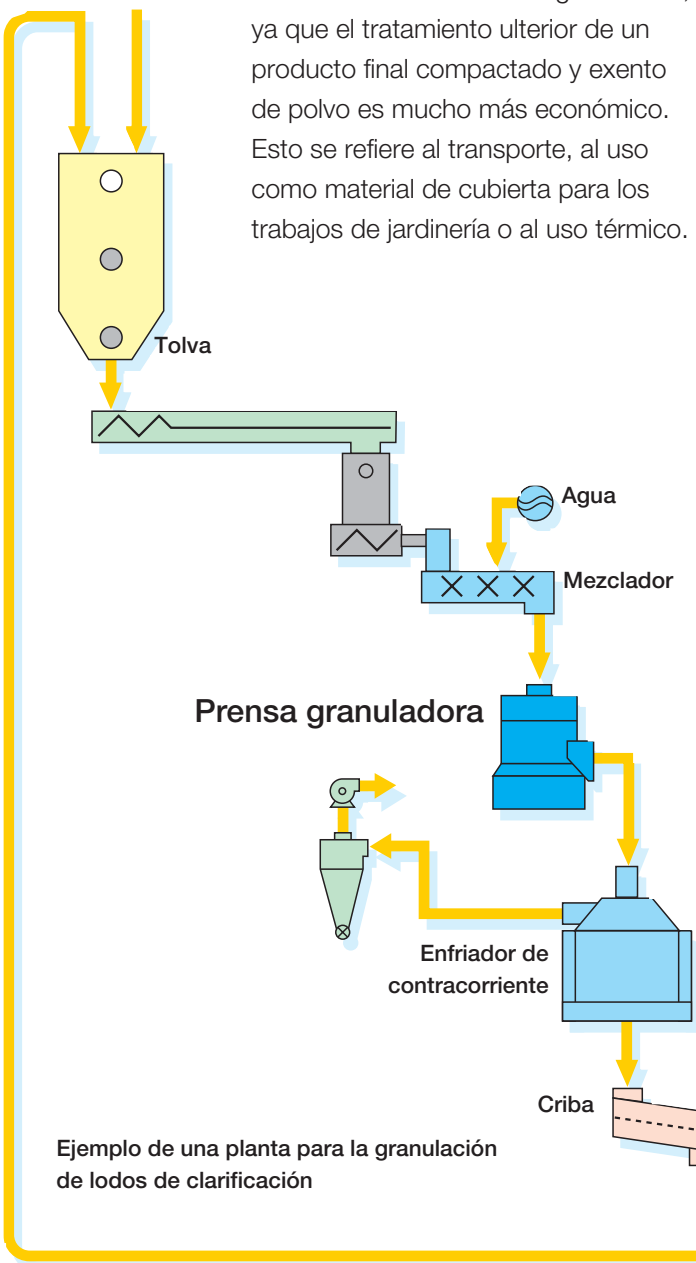 ya que el tratamiento ulterior de un
producto final compactado y exento
de polvo es mucho más económico.
Esto se refiere al transporte, al uso
como material de cubierta para los
trabajos de jardinería o al uso térmico.
Tolva
Agua
Mezclador
Prensa granuladora
Enfriador de
contracorriente
Criba
Ejemplo de una planta para la granulación
de lodos de clarificación